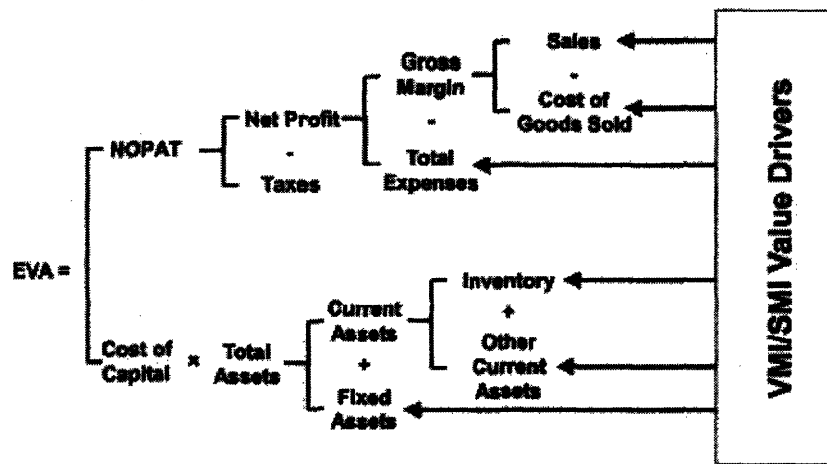 Sales
-
Cost of
Goods Sold
Gross
Margin
-
Total
Expenses
Net Profit
-
Taxes
NOPAT
EVA =
Cost of
Capital
×
Total
Assets
Current
Assets
+
Fixed
Assets
Inventory
+
Other
Current
Assets
VMI/SMI Value Drivers